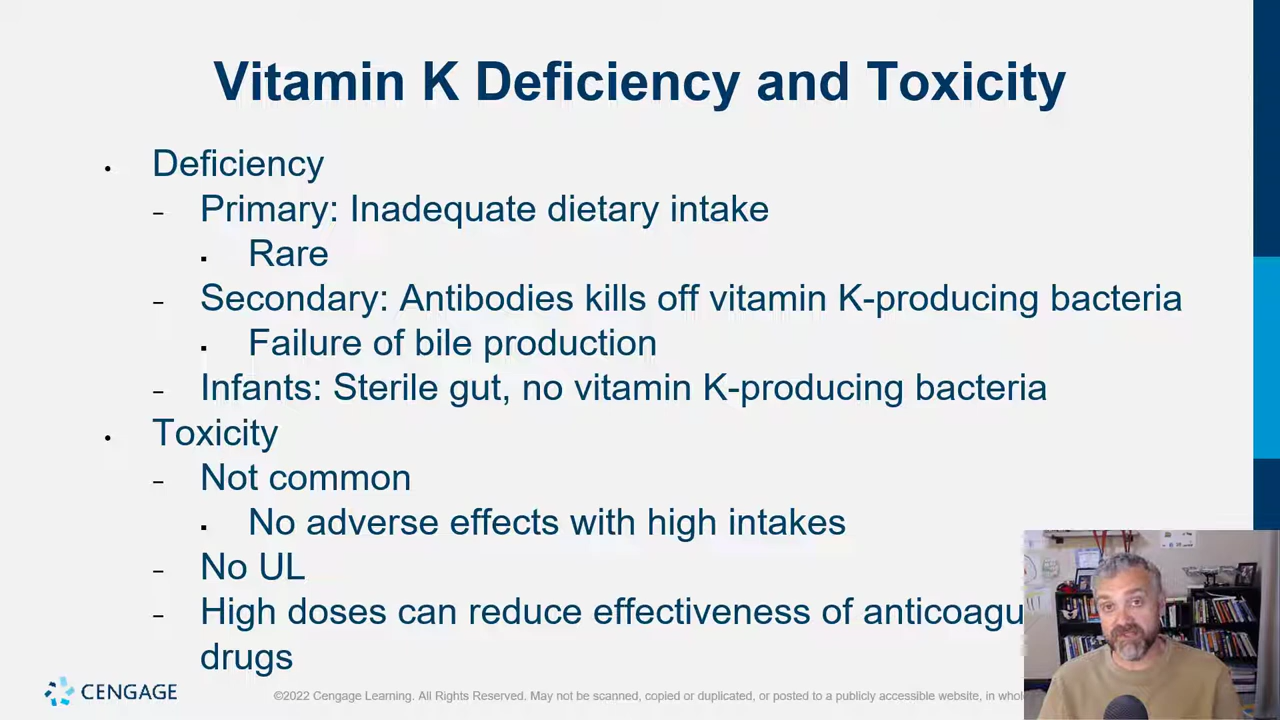 Vitamin K Deficiency and Toxicity
• Deficiency
– Primary: Inadequate dietary intake
▪ Rare
– Secondary: Antibodies kills off vitamin K-producing bacteria
▪ Failure of bile production
– Infants: Sterile gut, no vitamin K-producing bacteria
• Toxicity
– Not common
▪ No adverse effects with high intakes
– No UL
– High doses can reduce effectiveness of anticoagu
drugs
CENGAGE
©2022 Cengage Learning. All Rights Reserved. May not be scanned, copied or duplicated, or posted to a publicly accessible website, in